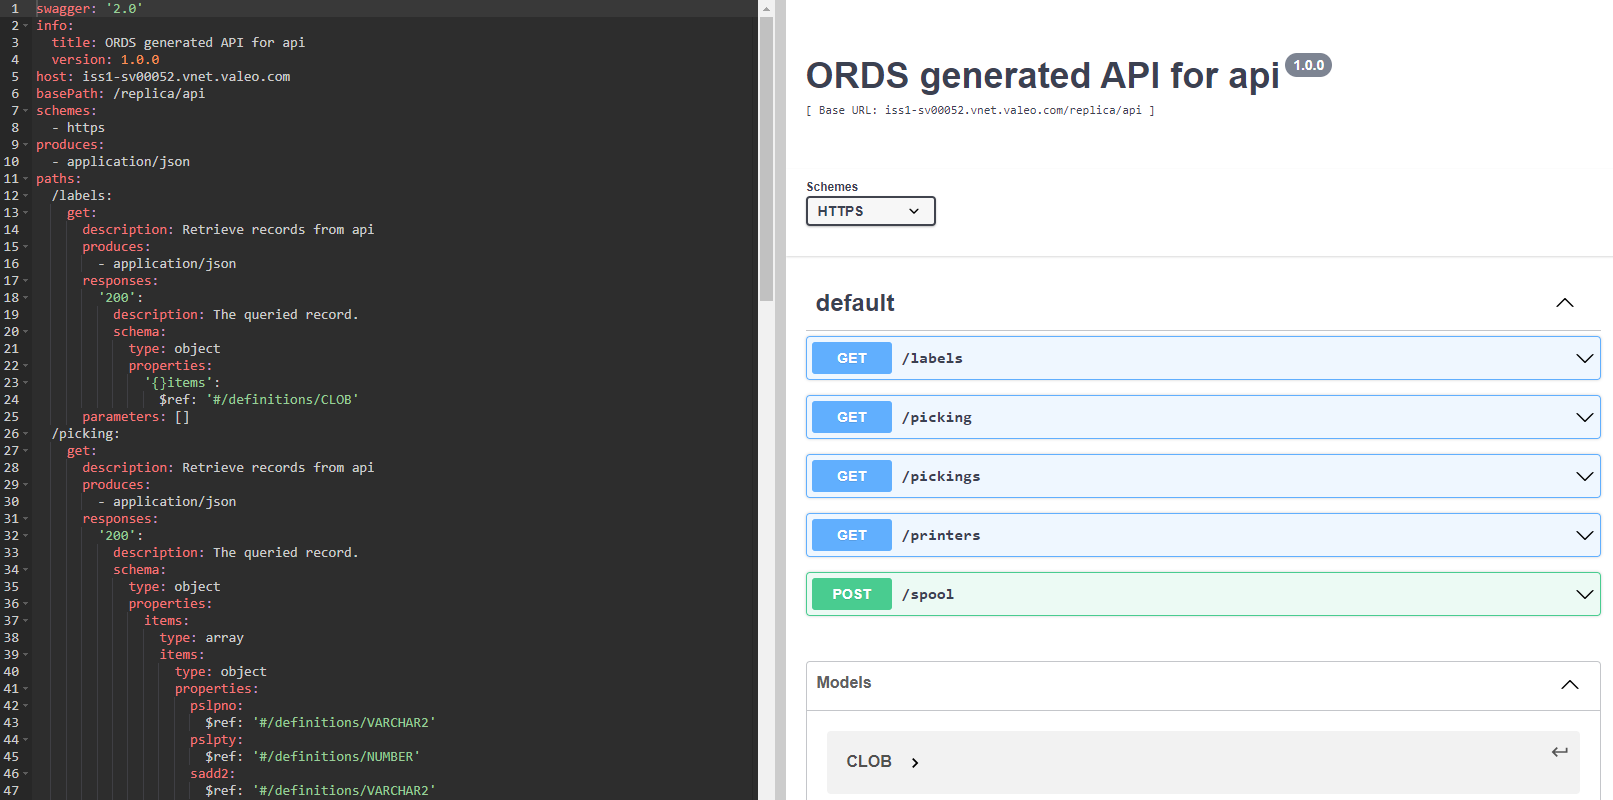 1 swagger: '2.0'
2 info:
3 title: ORDS generated API for api
4 version: 1.0.0
5 host: iss1-sv00052.vnet.valeo.com
6 basePath: /replica/api
7 schemes:
8 - https
9 produces:
10 - application/json
11 paths:
12 /labels:
13 get:
14 description: Retrieve records from api
15 produces:
16 - application/json
17 responses:
18 '200':
19 description: The queried record.
20 schema:
21 type: object
22 properties:
23 '{}items':
24 $ref: '#/definitions/CLOB'
25 parameters: []
26 /picking:
27 get:
28 description: Retrieve records from api
29 produces:
30 - application/json
31 responses:
32 '200':
33 description: The queried record.
34 schema:
35 type: object
36 properties:
37 items:
38 type: array
39 items:
40 type: object
41 properties:
42 pslpno:
43 $ref: '#/definitions/VARCHAR2'
44 pslpty:
45 $ref: '#/definitions/NUMBER'
46 sadd2:
47 $ref: '#/definitions/VARCHAR2'
ORDS generated API for api 1.0.0
[ Base URL: iss1-sv00052.vnet.valeo.com/replica/api ]
Schemes
HTTPS
default
GET /labels
GET /picking
GET /pickings
GET /printers
POST /spool
Models
CLOB